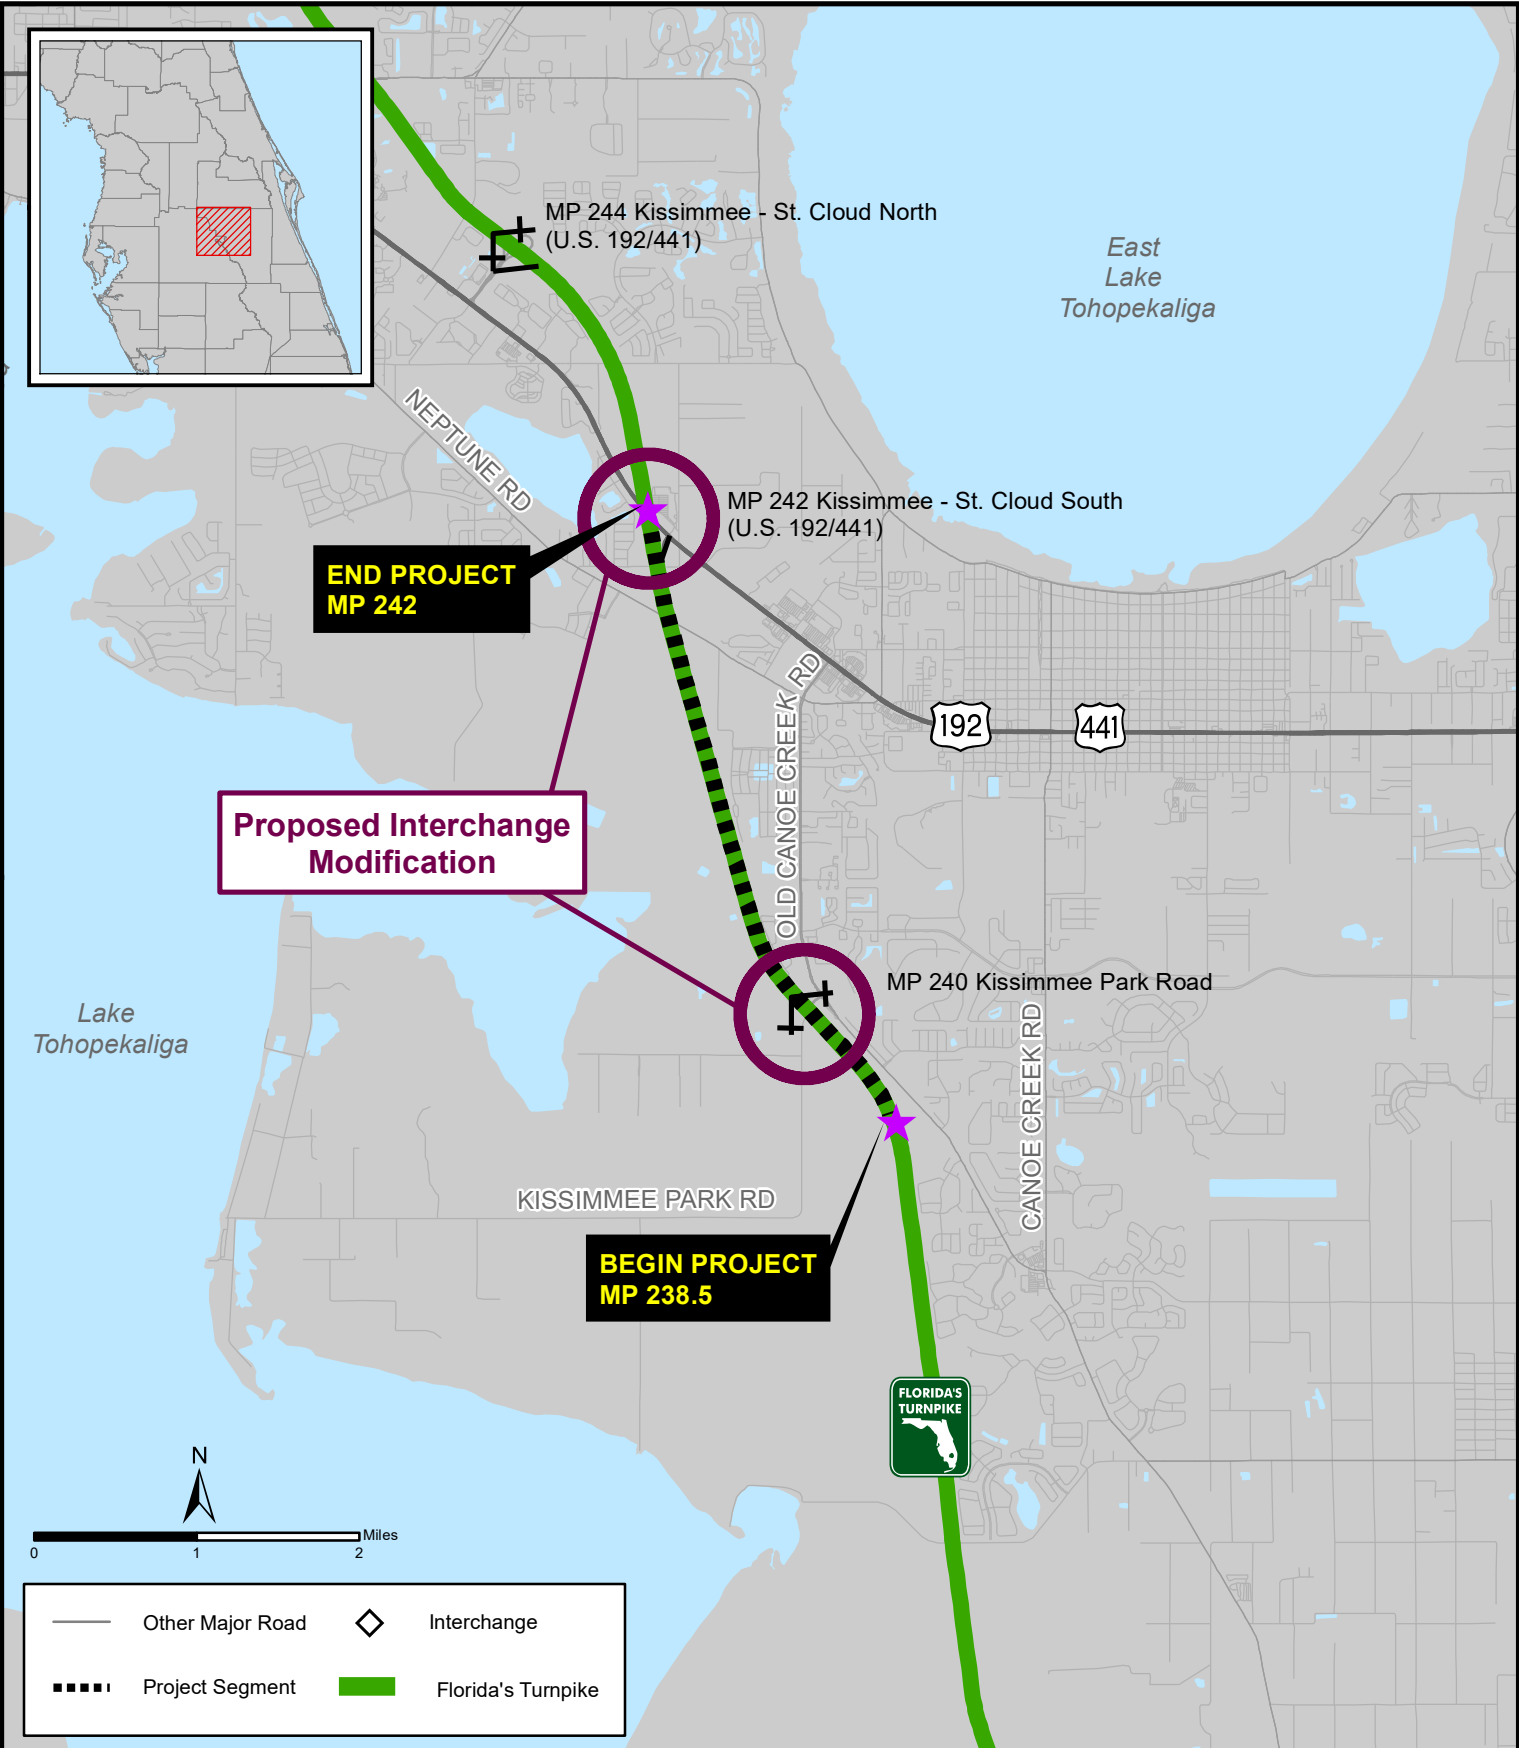 MP 244 Kissimmee - St. Cloud North
(U.S. 192/441)
East
Lake
Tohopekaliga
NEPTUNE RD
MP 242 Kissimmee - St. Cloud South
(U.S. 192/441)
END PROJECT
MP 242
OLD CANOE CREEK RD
192
441
Proposed Interchange
Modification
MP 240 Kissimmee Park Road
Lake
Tohopekaliga
CANOE CREEK RD
KISSIMMEE PARK RD
BEGIN PROJECT
MP 238.5
FLORIDA'S
TURNPIKE
N
Miles
0 1 2
Other Major Road
Interchange
Project Segment
Florida's Turnpike